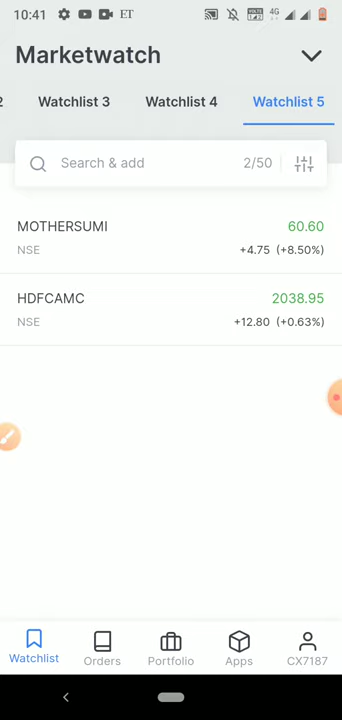 10:41 ET 4G
Marketwatch
2 Watchlist 3 Watchlist 4 Watchlist 5
Search & add 2/50
MOTHERSUMI 60.60
NSE +4.75 (+8.50%)
HDFCAMC 2038.95
NSE +12.80 (+0.63%)
Watchlist Orders Portfolio Apps CX7187